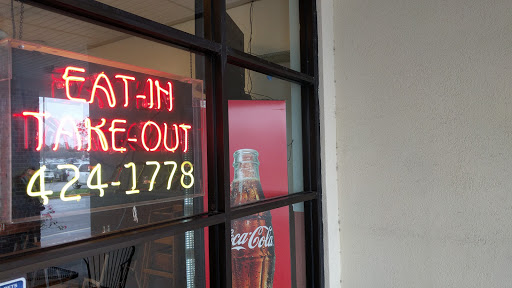 EAT-IN
TAKE-OUT
424-1778
Coca-Cola